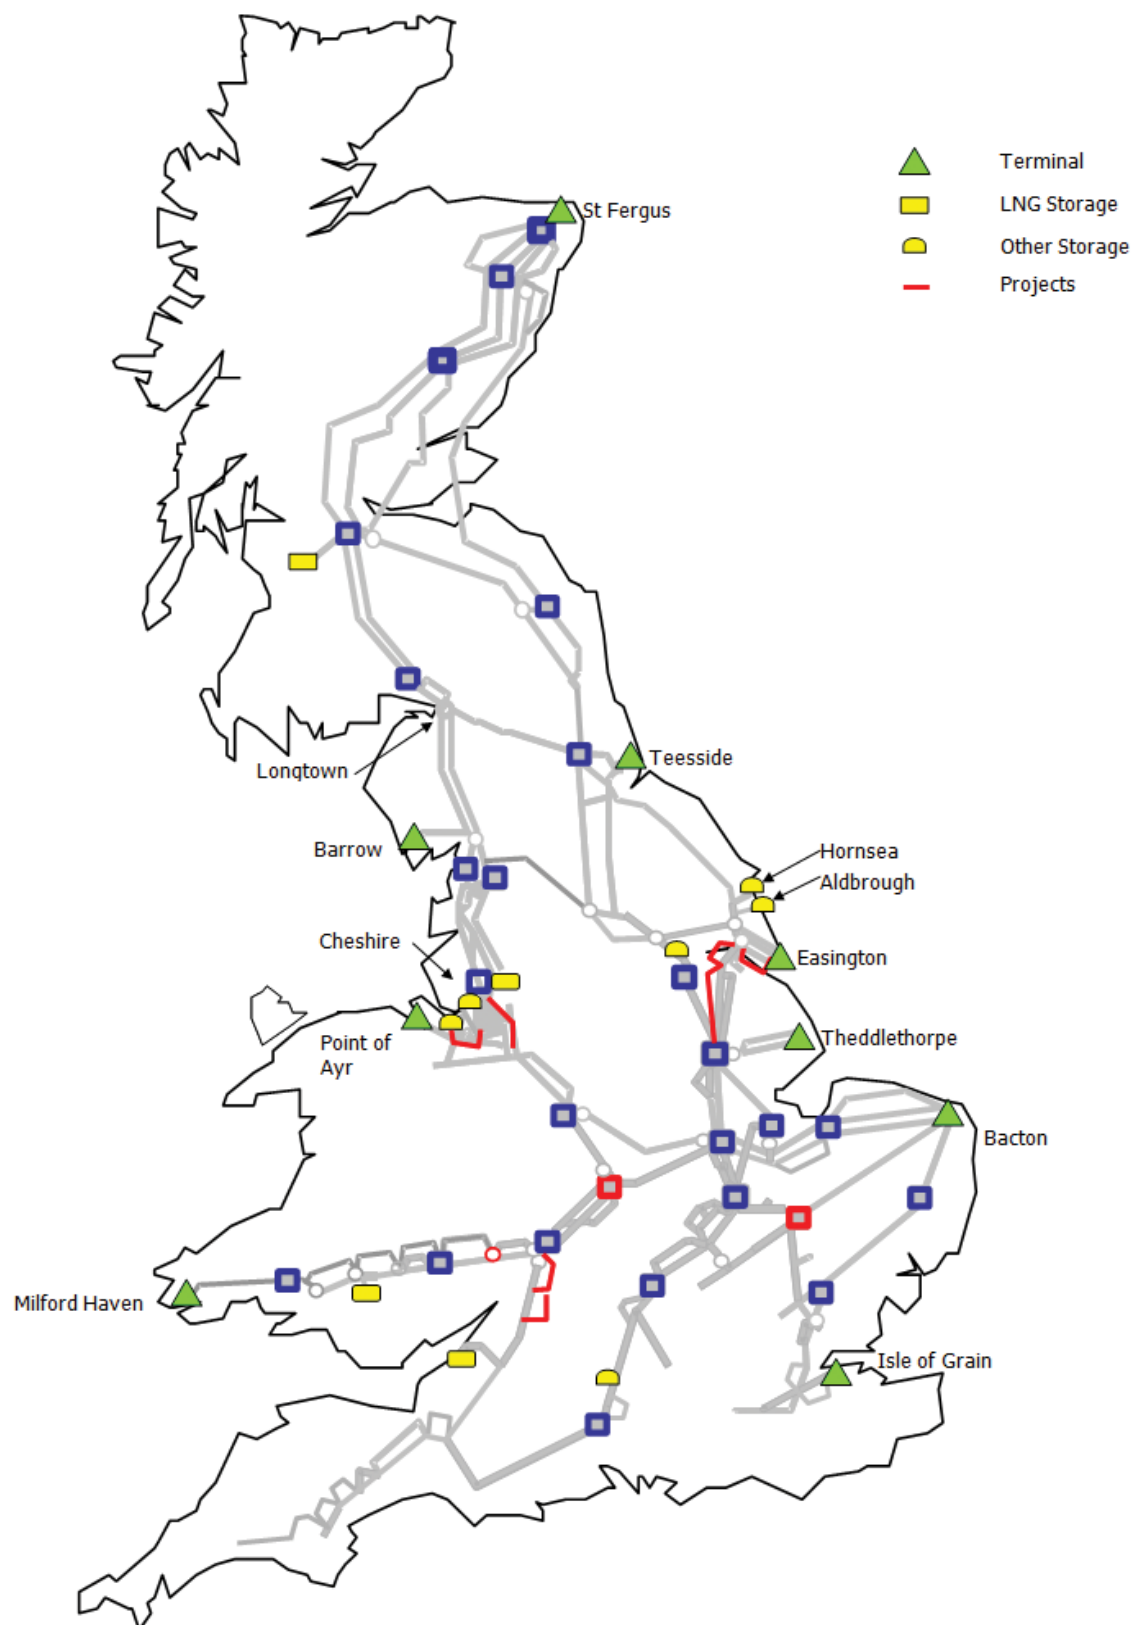 Terminal
LNG Storage
Other Storage
Projects
St Fergus
Longtown
Teesside
Barrow
Hornsea
Aldbrough
Cheshire
Easington
Point of
Ayr
Theddlethorpe
Bacton
Milford Haven
Isle of Grain